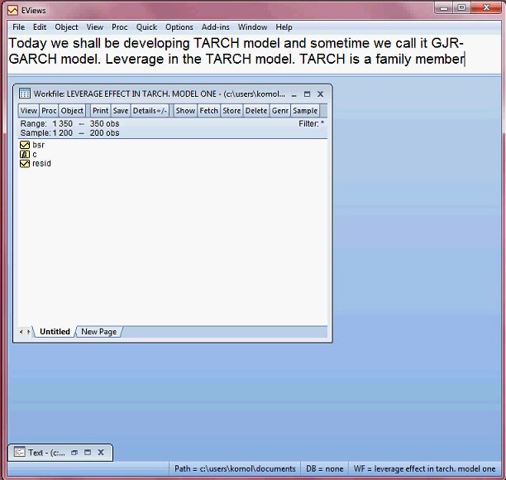 EViews
File Edit Object View Proc Quick Options Add-ins Window Help
Today we shall be developing TARCH model and sometime we call it GJR-
GARCH model. Leverage in the TARCH model. TARCH is a family member
Workfile: LEVERAGE EFFECT IN TARCH. MODEL ONE - (c:\users\komol...
View Proc Object Print Save Details+/- Show Fetch Store Delete Genr Sample
Range: 1 350 -- 350 obs Filter: *
Sample: 1 200 -- 200 obs
bsr
c
resid
Untitled New Page
Text - (c:...
Path = c:\users\komol\documents DB = none WF = leverage effect in tarch. model one